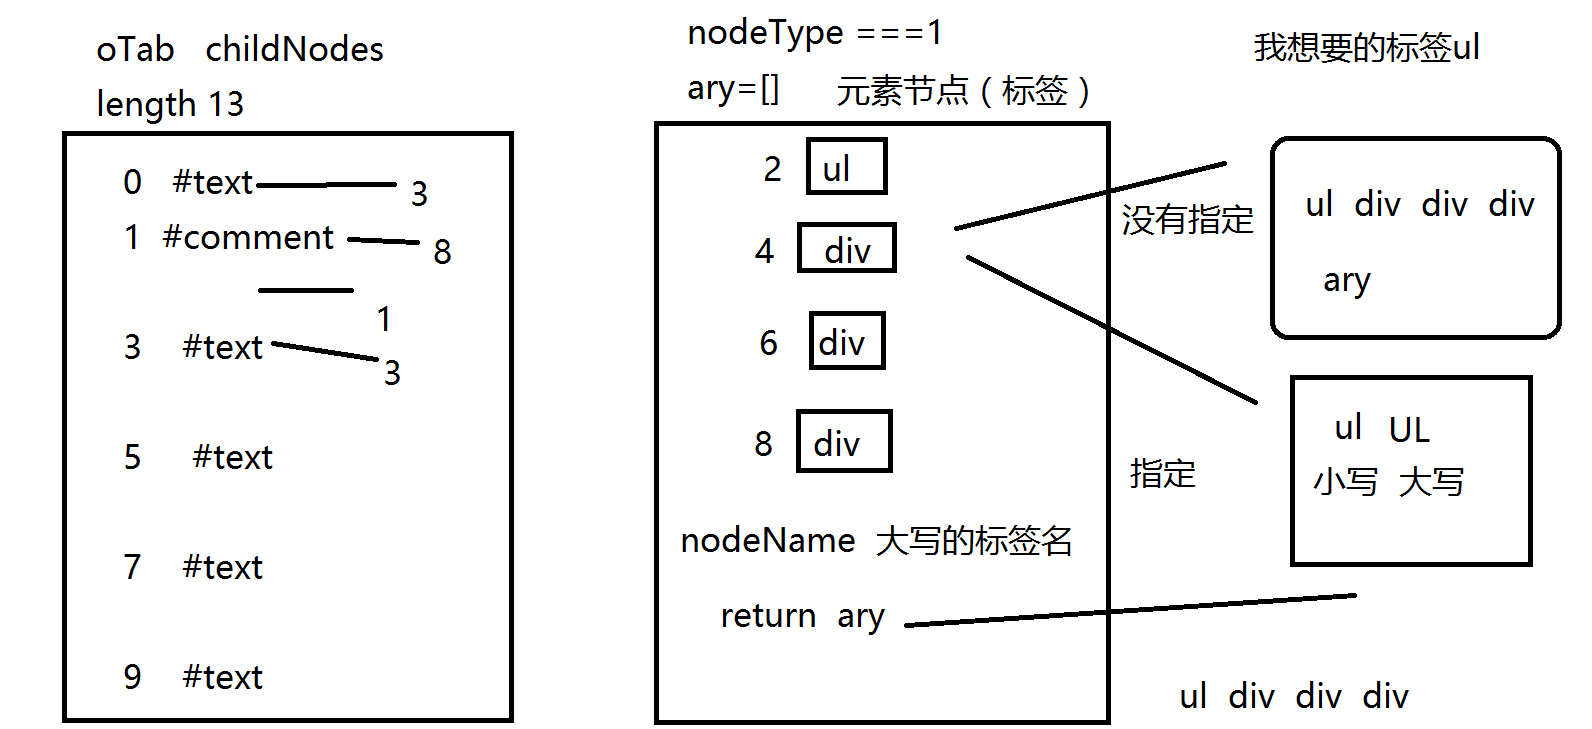 oTab childNodes
length 13
0 #text 3
1 #comment 8
1
3 #text 3
5 #text
7 #text
9 #text
nodeType ===1
ary=[] 元素节点（标签）
2 ul
4 div
6 div
8 div
nodeName 大写的标签名
return ary
没有指定
指定
我想要的标签ul
ul div div div
ary
ul UL
小写 大写
ul div div div